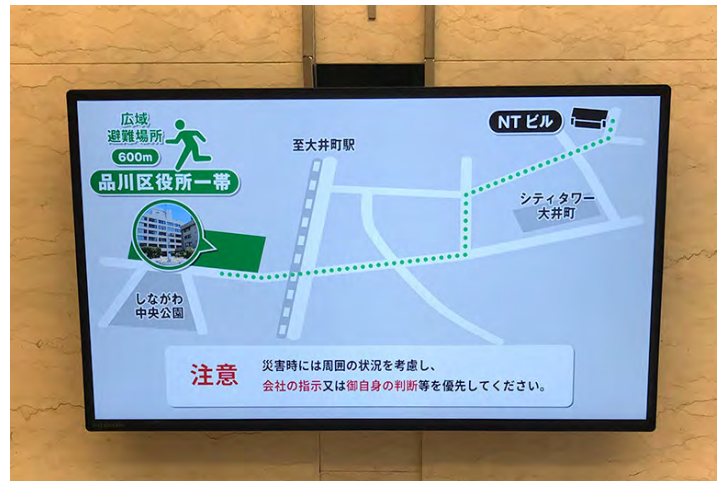 広域
避難場所
600m
品川区役所一帯
至大井町駅
NTビル
シティタワー
大井町
しながわ
中央公園
注意
災害時には周囲の状況を考慮し、
会社の指示又は御自身の判断等を優先してください。